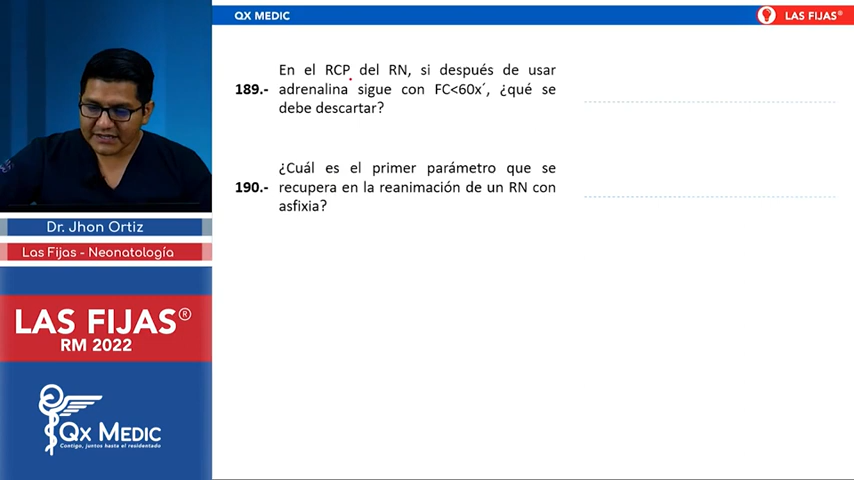 QX MEDIC
LAS FIJAS®
189.- En el RCP del RN, si después de usar
adrenalina sigue con FC<60x´, ¿qué se
debe descartar?
190.- ¿Cuál es el primer parámetro que se
recupera en la reanimación de un RN con
asfixia?
Dr. Jhon Ortiz
Las Fijas - Neonatología
LAS FIJAS®
RM 2022
QX MEDIC
Contigo, juntos hasta el residentado